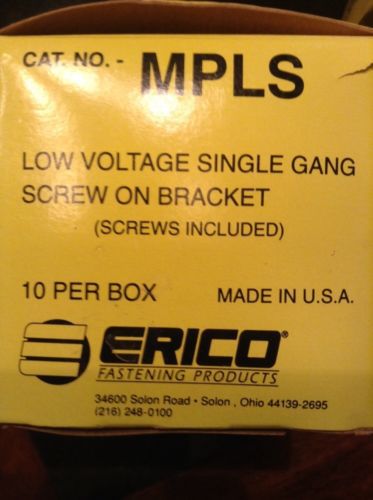 CAT. NO. - MPLS
LOW VOLTAGE SINGLE GANG
SCREW ON BRACKET
(SCREWS INCLUDED)
10 PER BOX MADE IN U.S.A.
ERICO®
FASTENING PRODUCTS
34600 Solon Road • Solon , Ohio 44139-2695
(216) 248-0100